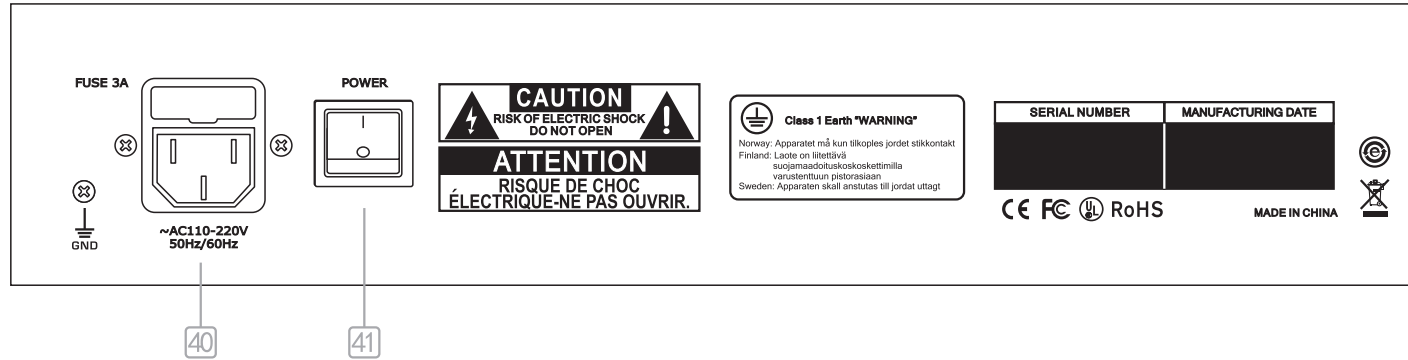 FUSE 3A
GND
~AC110-220V
50Hz/60Hz
POWER
CAUTION
RISK OF ELECTRIC SHOCK
DO NOT OPEN
ATTENTION
RISQUE DE CHOC
ÉLECTRIQUE-NE PAS OUVRIR.
Class 1 Earth "WARNING"
Norway: Apparatet må kun tilkoples jordet stikkontakt
Finland: Laote on liitettävä
suojamaadoituskoskoskettimilla
varustenttuun pistorasiaan
Sweden: Apparaten skall anstutas till jordat uttagt
SERIAL NUMBER MANUFACTURING DATE
CE FC UL RoHS
MADE IN CHINA
e
40 41